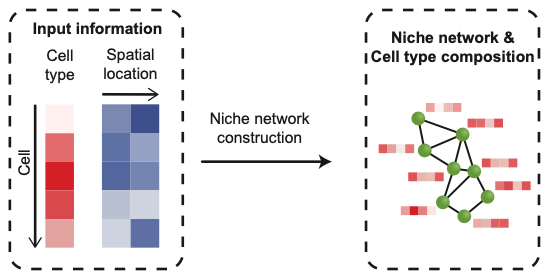 Input information
Cell
type
Spatial
location
Cell
Niche network
construction
Niche network &
Cell type composition